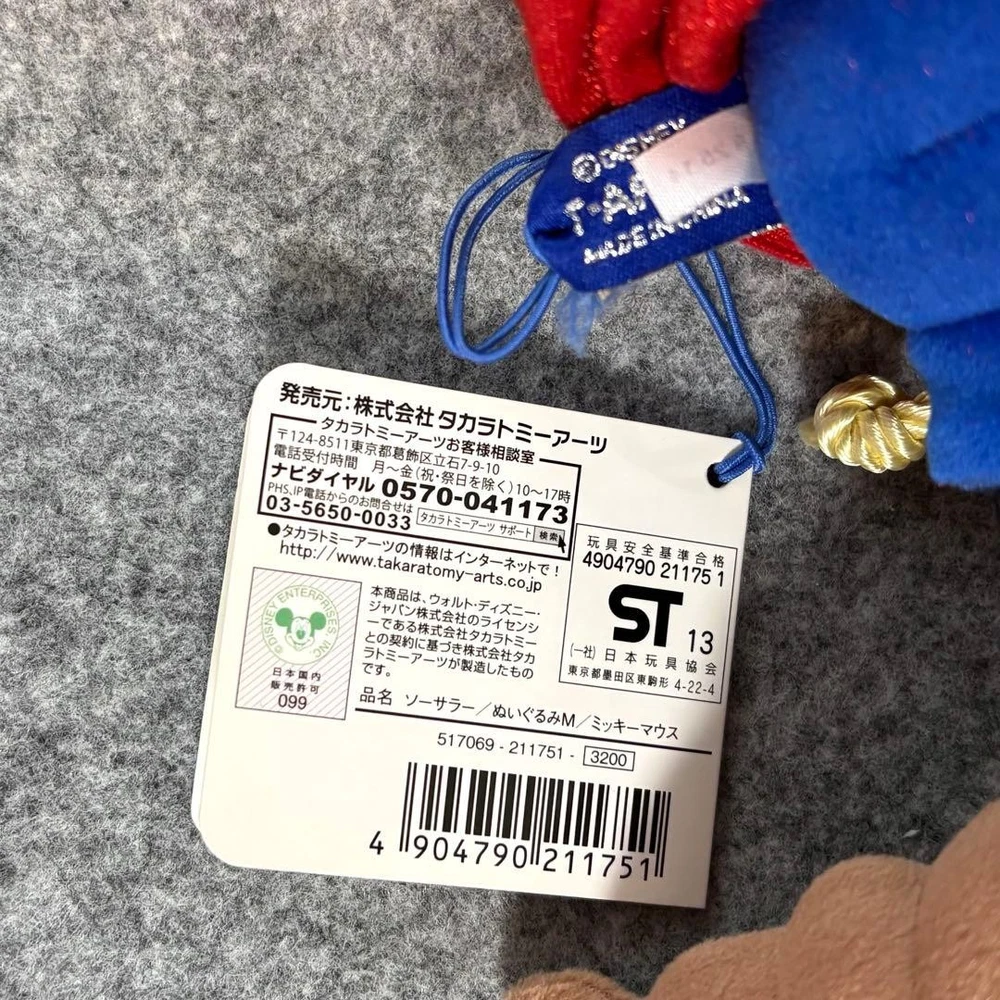 ©DISNEY
MADE IN CHINA
発売元:株式会社タカラトミーアーツ
タカラトミーアーツお客様相談室
〒124-8511東京都葛飾区立石7-9-10
電話受付時間 月~金(祝・祭日を除く)10~17時
ナビダイヤル 0570-041173
PHS、IP電話からのお問合せは
03-5650-0033 タカラトミーアーツ サポート 検索
●タカラトミーアーツの情報はインターネットで!
http://www.takaratomy-arts.co.jp
玩具安全基準合格
4904790 21175 1
ST 13
(一社)日本玩具協会
東京都墨田区東駒形 4-22-4
©DISNEY ENTERPRISES, INC.
日本国内
販売許可
099
本商品は、ウォルト・ディズニー・
ジャパン株式会社のライセンシ
ーである株式会社タカラトミー
との契約に基づき株式会社タカ
ラトミーアーツが製造したもの
です。
品名 ソーサラー/ぬいぐるみM/ミッキーマウス
517069 - 211751 - 3200
4 904790 211751